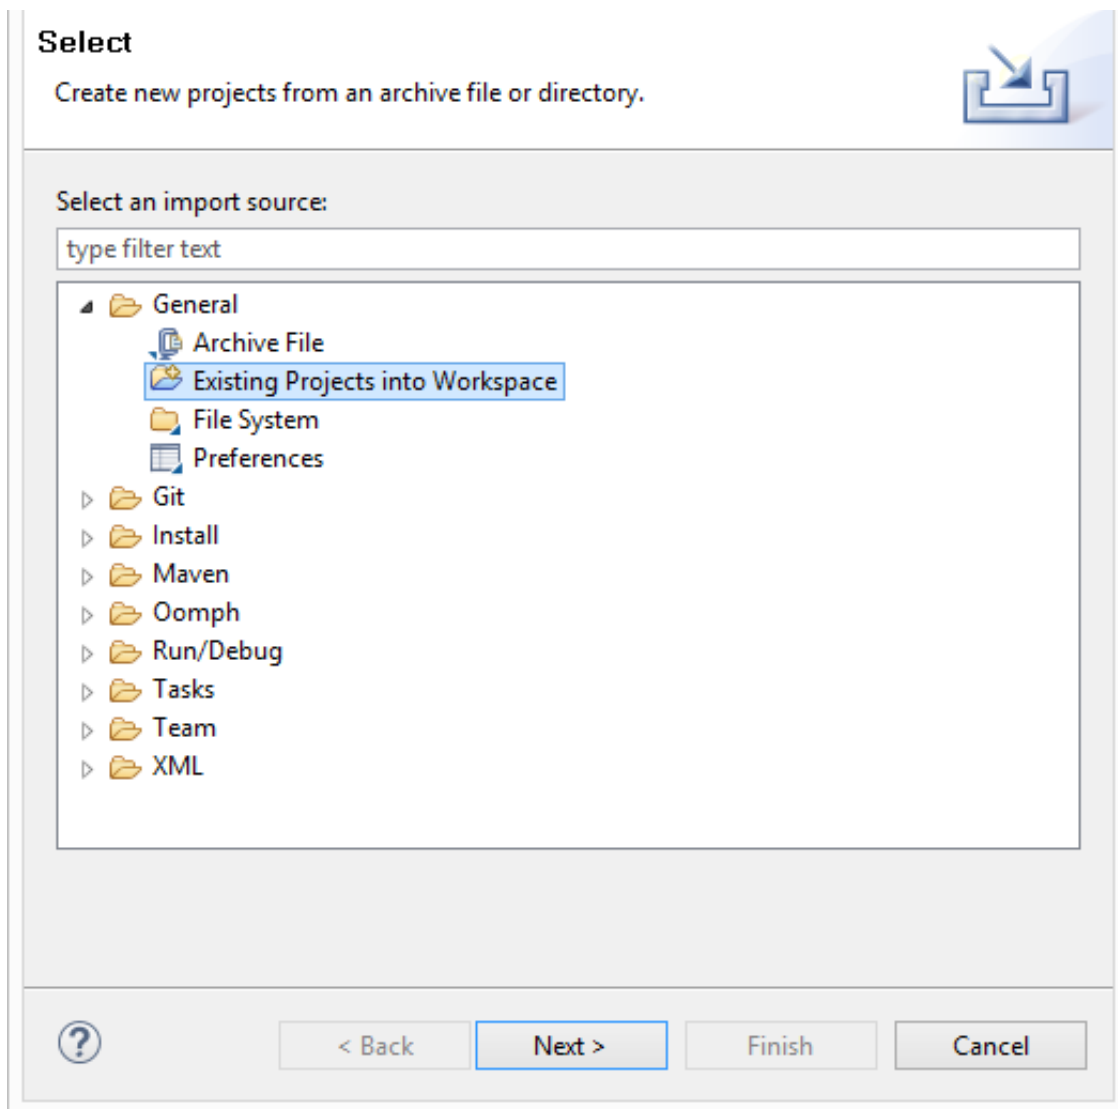 Select
Create new projects from an archive file or directory.
Select an import source:
type filter text
General
Archive File
Existing Projects into Workspace
File System
Preferences
Git
Install
Maven
Oomph
Run/Debug
Tasks
Team
XML
? < Back Next > Finish Cancel